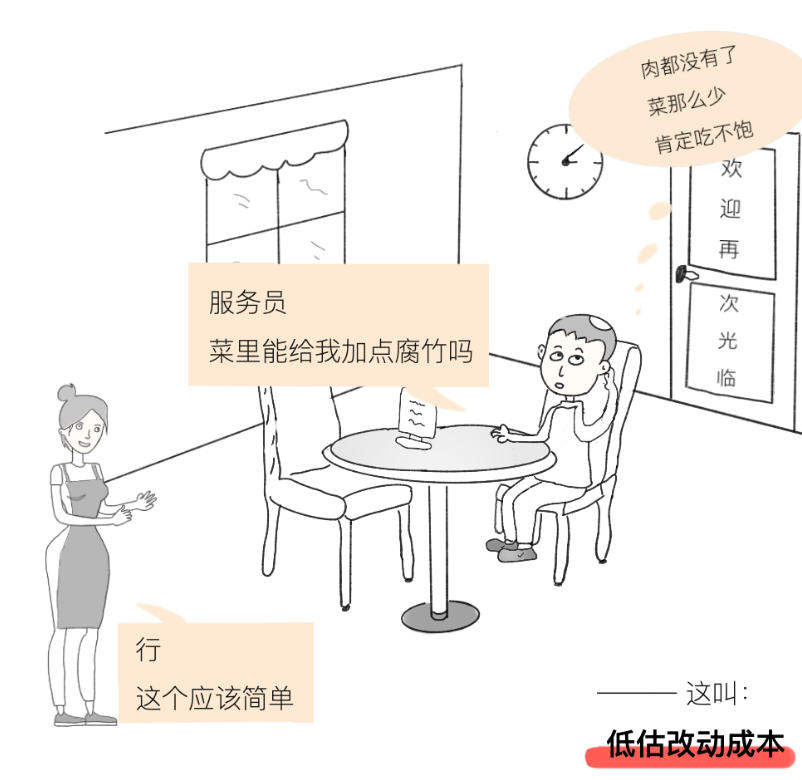 肉都没有了
菜那么少
肯定吃不饱
欢
迎
再
次
光
临
服务员
菜里能给我加点腐竹吗
行
这个应该简单
——— 这叫：
低估改动成本